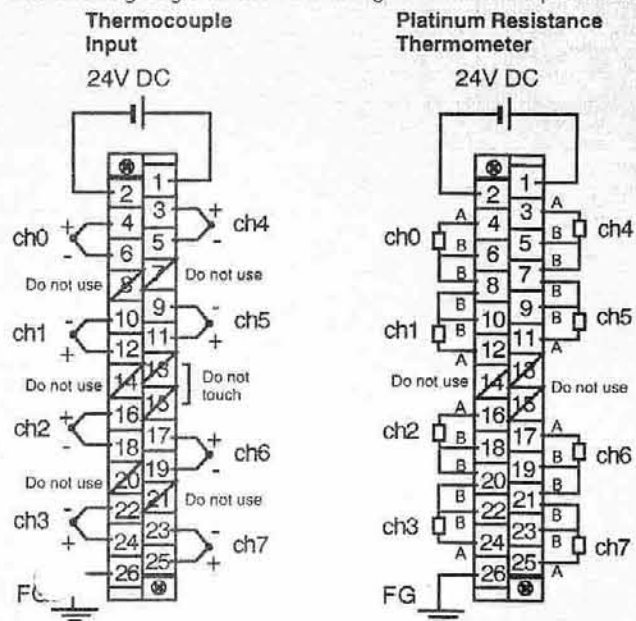 Thermocouple
Input
24V DC
2 1
4 3
6 5
8 7
10 9
12 11
14 13
16 15
18 17
20 19
22 21
24 23
26 25
ch0 + -
Do not use
ch1 - +
Do not use
ch2 + -
Do not use
ch3 - +
+ - ch4
Do not use
- + ch5
Do not
touch
+ - ch6
Do not use
- + ch7
Platinum Resistance
Thermometer
24V DC
2 1
4 3
6 5
8 7
10 9
12 11
14 13
16 15
18 17
20 19
22 21
24 23
26 25
ch0 A B B
ch1 B B A
Do not use
ch2 A B B
ch3 B B A
FG
A B B ch4
B B A ch5
Do not use
A B B ch6
B B A ch7